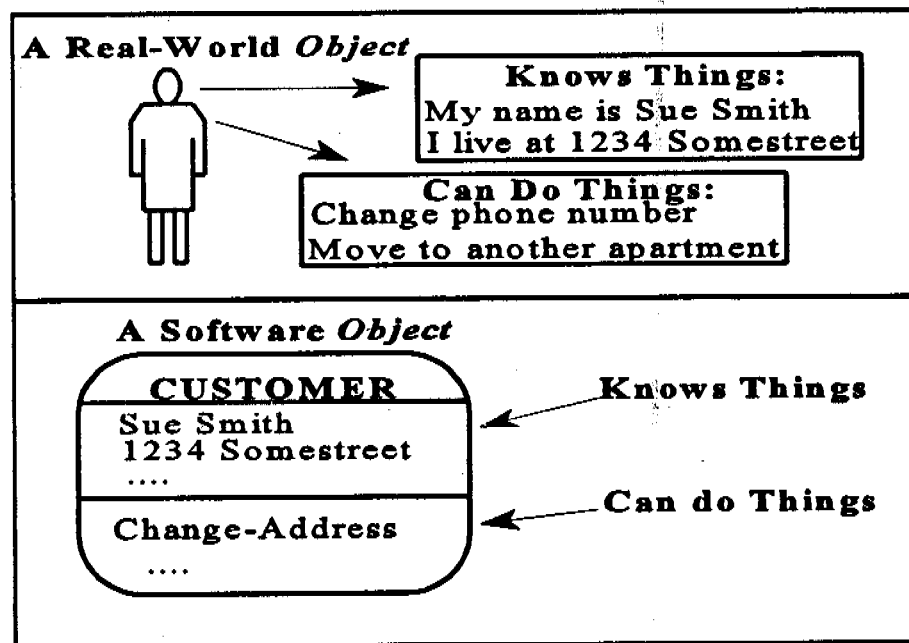 A Real-World Object
Knows Things:
My name is Sue Smith
I live at 1234 Somestreet
Can Do Things:
Change phone number
Move to another apartment
A Software Object
CUSTOMER
Sue Smith
1234 Somestreet
....
Knows Things
Change-Address
....
Can do Things